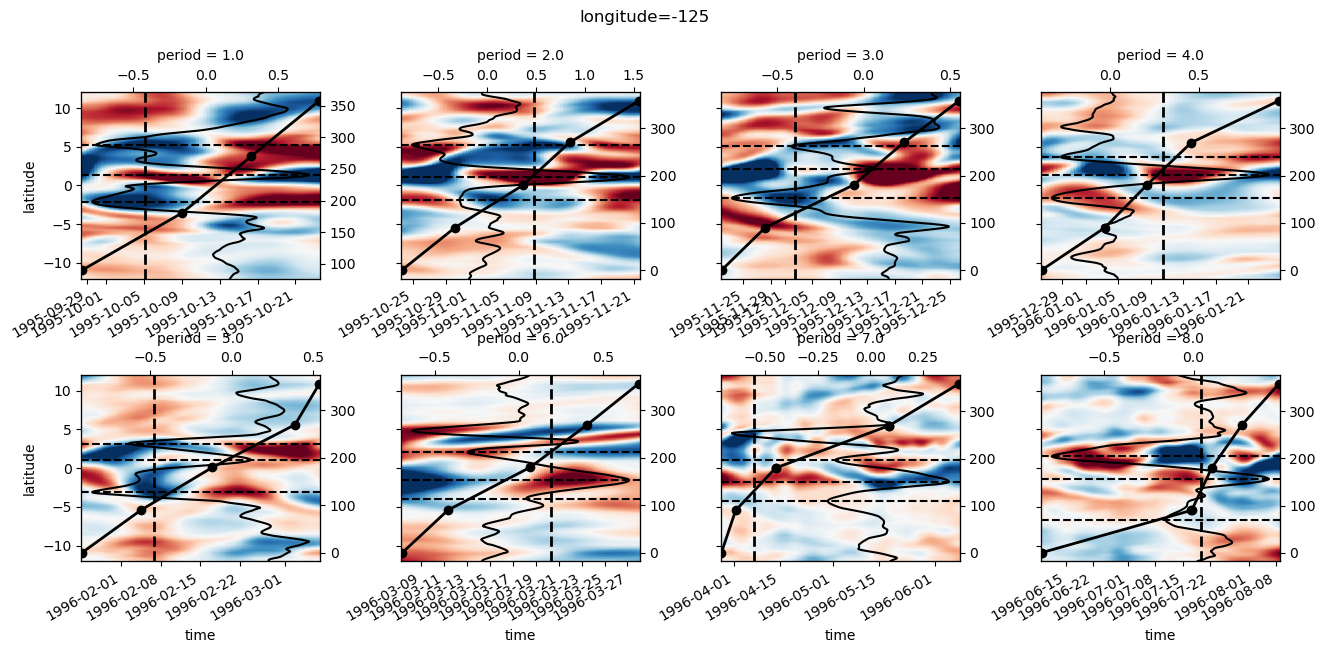 longitude=-125
period = 1.0 period = 2.0 period = 3.0 period = 4.0
−0.5 0.0 0.5 −0.5 0.0 0.5 1.0 1.5 −0.5 0.0 0.5 0.0 0.5
latitude
10
5
0
−5
−10
350
300
250
200
150
100
300
200
100
0
300
200
100
0
300
200
100
0
1995-09-29 1995-10-01 1995-10-05 1995-10-09 1995-10-13 1995-10-17 1995-10-21
1995-10-25 1995-10-29 1995-11-01 1995-11-05 1995-11-09 1995-11-13 1995-11-17 1995-11-21
1995-11-25 1995-11-29 1995-12-01 1995-12-05 1995-12-09 1995-12-13 1995-12-17 1995-12-21 1995-12-25
1995-12-29 1996-01-01 1996-01-05 1996-01-09 1996-01-13 1996-01-17 1996-01-21
period = 5.0 period = 6.0 period = 7.0 period = 8.0
−0.5 0.0 0.5 −0.5 0.0 0.5 −0.50 −0.25 0.00 0.25 −0.5 0.0
latitude
10
5
0
−5
−10
300
200
100
0
300
200
100
0
300
200
100
0
300
200
100
0
1996-02-01 1996-02-08 1996-02-15 1996-02-22 1996-03-01
1996-03-09 1996-03-11 1996-03-13 1996-03-15 1996-03-17 1996-03-19 1996-03-21 1996-03-23 1996-03-25 1996-03-27
1996-04-01 1996-04-15 1996-05-01 1996-05-15 1996-06-01
1996-06-15 1996-06-22 1996-07-01 1996-07-08 1996-07-15 1996-07-22 1996-08-01 1996-08-08
time time time time